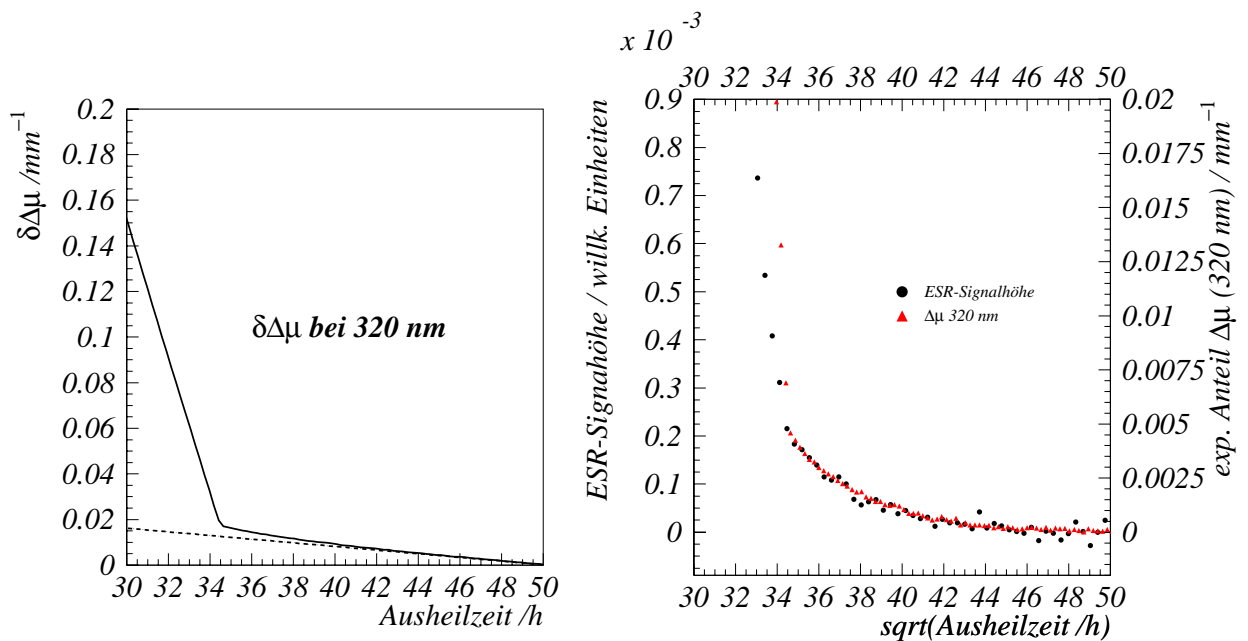 x 10 -3
30 32 34 36 38 40 42 44 46 48 50
δΔμ /mm−1
0.2
0.18
0.16
0.14
0.12
0.1
0.08
0.06
0.04
0.02
0
30 32 34 36 38 40 42 44 46 48 50
Ausheilzeit /h
δΔμ bei 320 nm
ESR-Signahöhe / willk. Einheiten
0.9
0.8
0.7
0.6
0.5
0.4
0.3
0.2
0.1
0
ESR-Signalhöhe
Δμ 320 nm
0.02
0.0175
0.015
0.0125
0.01
0.0075
0.005
0.0025
0
exp. Anteil Δμ (320 nm) / mm−1
30 32 34 36 38 40 42 44 46 48 50
sqrt(Ausheilzeit /h)